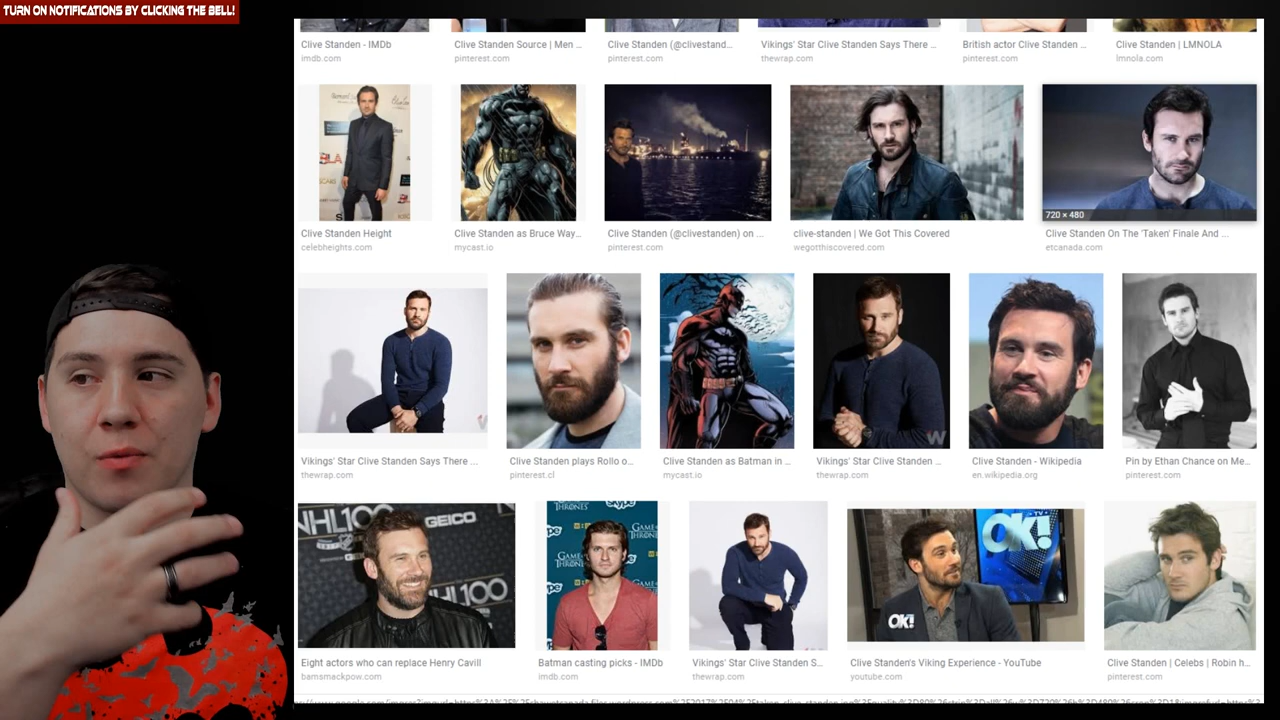 TURN ON NOTIFICATIONS BY CLICKING THE BELL!
Clive Standen - IMDb
imdb.com
Clive Standen Source | Men ...
pinterest.com
Clive Standen (@clivestand...
pinterest.com
Vikings' Star Clive Standen Says There ...
thewrap.com
British actor Clive Standen ...
pinterest.com
Clive Standen | LMNOLA
lmnola.com
720 × 480
Clive Standen Height
celebheights.com
Clive Standen as Bruce Way...
mycast.io
Clive Standen (@clivestanden) on ...
pinterest.com
clive-standen | We Got This Covered
wegotthiscovered.com
Clive Standen On The 'Taken' Finale And ...
etcanada.com
W
Vikings' Star Clive Standen Says There ...
thewrap.com
Clive Standen plays Rollo o...
pinterest.cl
Clive Standen as Batman in ...
mycast.io
Vikings' Star Clive Standen ...
thewrap.com
Clive Standen - Wikipedia
en.wikipedia.org
Pin by Ethan Chance on Me...
pinterest.com
NHL100
GEICO
NHL100
GAME OF THRONES
skype
OK!
TV
OK!
Eight actors who can replace Henry Cavill
bamsmackpow.com
Batman casting picks - IMDb
imdb.com
Vikings' Star Clive Standen S...
thewrap.com
Clive Standen's Viking Experience - YouTube
youtube.com
Clive Standen | Celebs | Robin h...
pinterest.com